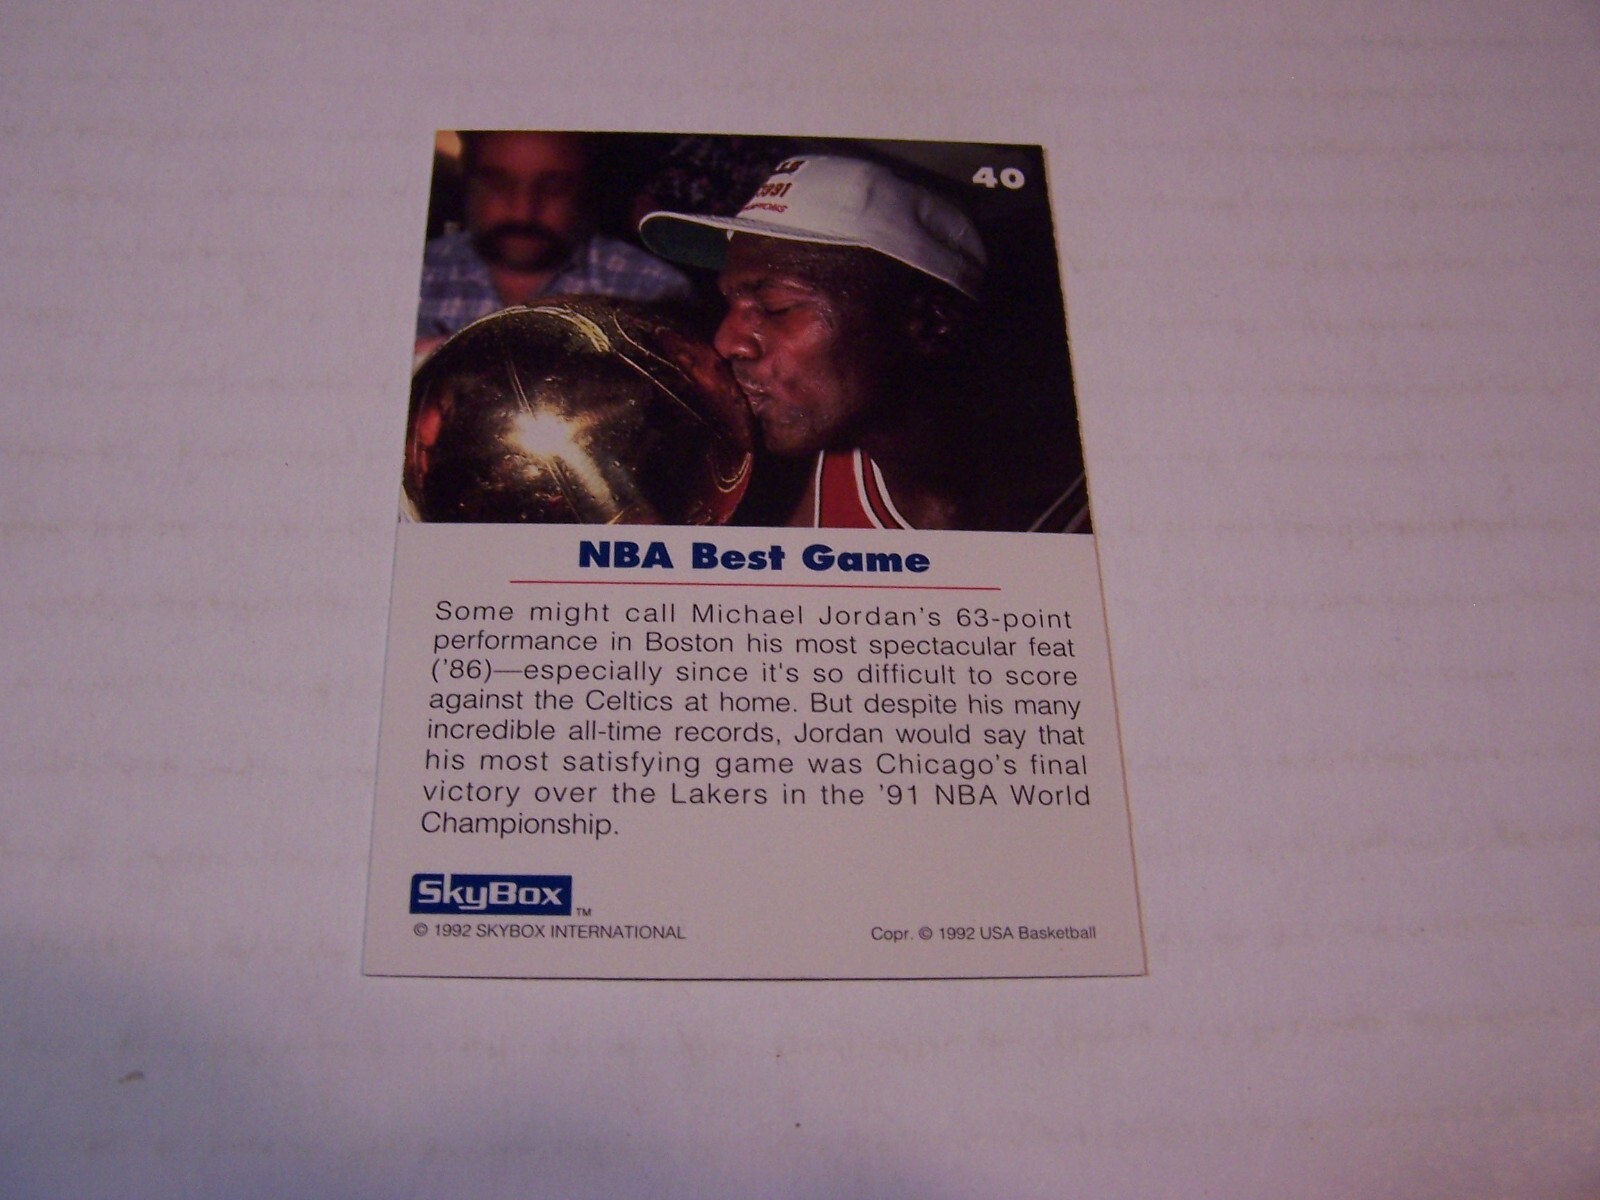 40
91
NBA Best Game
Some might call Michael Jordan's 63-point
performance in Boston his most spectacular feat
('86)—especially since it's so difficult to score
against the Celtics at home. But despite his many
incredible all-time records, Jordan would say that
his most satisfying game was Chicago's final
victory over the Lakers in the '91 NBA World
Championship.
SkyBox TM
© 1992 SKYBOX INTERNATIONAL
Copr. © 1992 USA Basketball